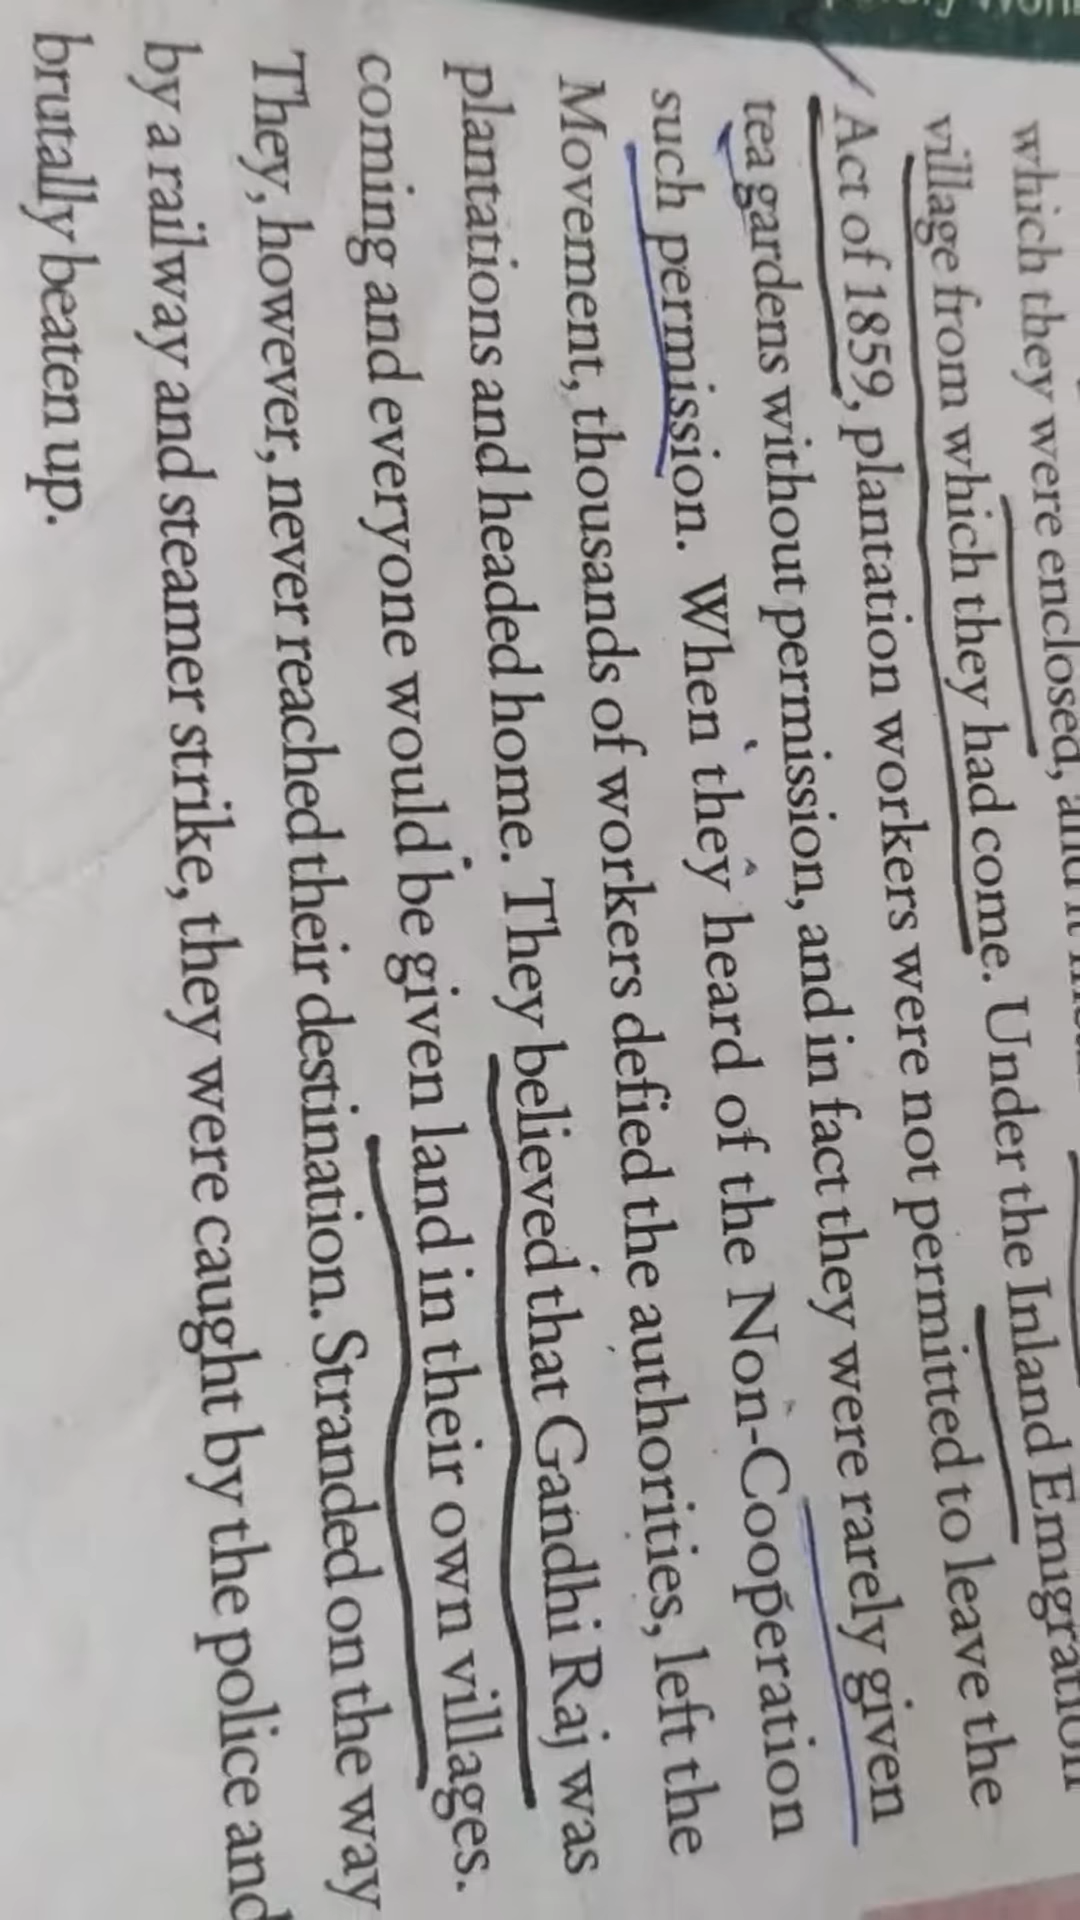 which they were enclosed, and it
village from which they had come. Under the Inland Emigration
Act of 1859, plantation workers were not permitted to leave the
tea gardens without permission, and in fact they were rarely given
such permission. When they heard of the Non-Cooperation
Movement, thousands of workers defied the authorities, left the
plantations and headed home. They believed that Gandhi Raj was
coming and everyone would be given land in their own villages.
They, however, never reached their destination. Stranded on the way
by a railway and steamer strike, they were caught by the police and
brutally beaten up.